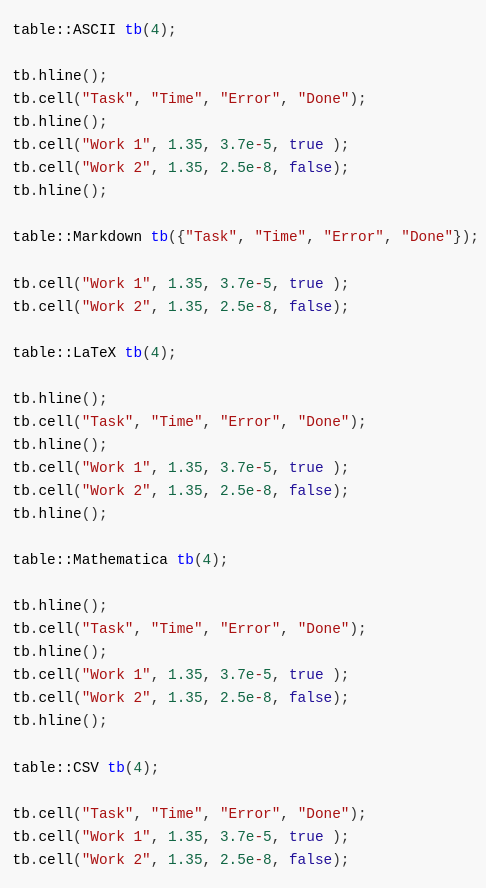 table::ASCII tb(4);
tb.hline();
tb.cell("Task", "Time", "Error", "Done");
tb.hline();
tb.cell("Work 1", 1.35, 3.7e-5, true );
tb.cell("Work 2", 1.35, 2.5e-8, false);
tb.hline();
table::Markdown tb({"Task", "Time", "Error", "Done"});
tb.cell("Work 1", 1.35, 3.7e-5, true );
tb.cell("Work 2", 1.35, 2.5e-8, false);
table::LaTeX tb(4);
tb.hline();
tb.cell("Task", "Time", "Error", "Done");
tb.hline();
tb.cell("Work 1", 1.35, 3.7e-5, true );
tb.cell("Work 2", 1.35, 2.5e-8, false);
tb.hline();
table::Mathematica tb(4);
tb.hline();
tb.cell("Task", "Time", "Error", "Done");
tb.hline();
tb.cell("Work 1", 1.35, 3.7e-5, true );
tb.cell("Work 2", 1.35, 2.5e-8, false);
tb.hline();
table::CSV tb(4);
tb.cell("Task", "Time", "Error", "Done");
tb.cell("Work 1", 1.35, 3.7e-5, true );
tb.cell("Work 2", 1.35, 2.5e-8, false);